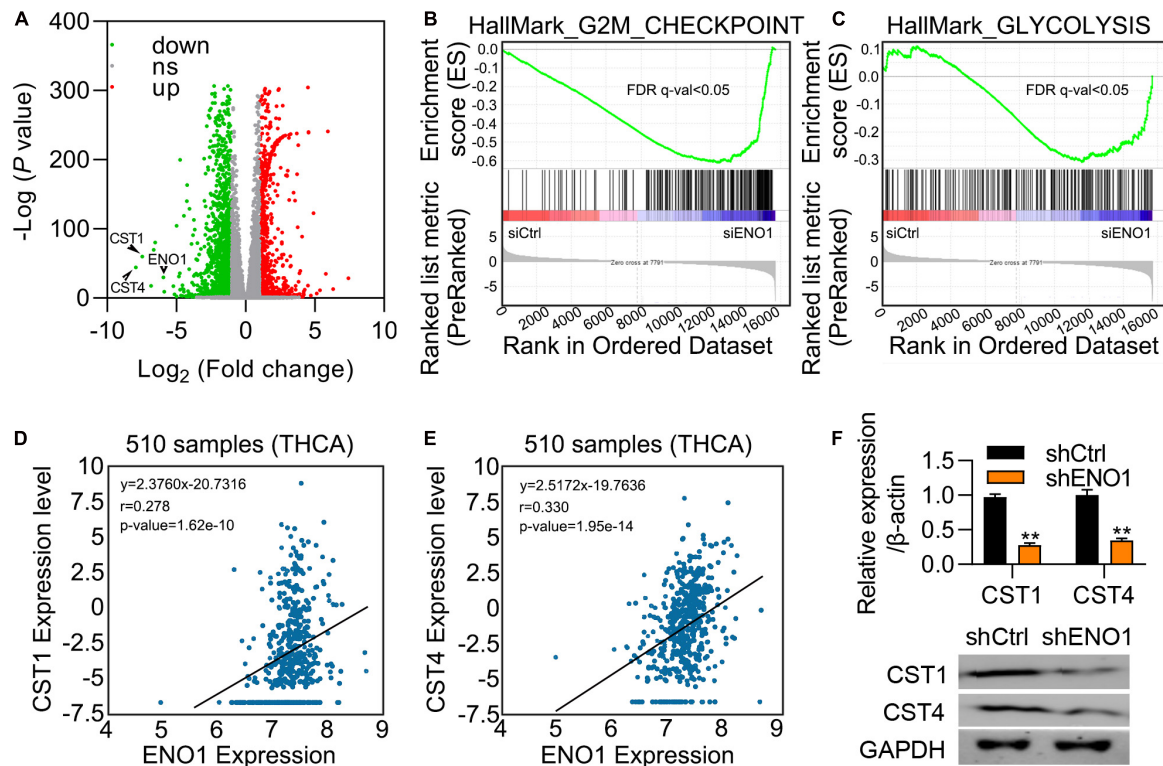 A
400
300
200
100
0
-Log (P value)
down
ns
up
CST1
ENO1
CST4
-10
-5
0
5
10
Log2 (Fold change)
B
HallMark_G2M_CHECKPOINT
Enrichment
score (ES)
0.0
-0.1
-0.2
-0.3
-0.4
-0.5
-0.6
FDR q-val<0.05
Ranked list metric
(PreRanked)
siCtrl
siENO1
5
0
-5
Zero cross at 7791
0
2000
4000
6000
8000
10000
12000
14000
16000
Rank in Ordered Dataset
C
HallMark_GLYCOLYSIS
Enrichment
score (ES)
0.1
0.0
-0.1
-0.2
-0.3
FDR q-val<0.05
Ranked list metric
(PreRanked)
siCtrl
siENO1
5
0
-5
Zero cross at 7791
0
2000
4000
6000
8000
10000
12000
14000
16000
Rank in Ordered Dataset
D
510 samples (THCA)
CST1 Expression level
10
7.5
5
2.5
0
-2.5
-5
-7.5
y=2.3760x-20.7316
r=0.278
p-value=1.62e-10
4
5
6
7
8
9
ENO1 Expression
E
510 samples (THCA)
CST4 Expression level
10
7.5
5
2.5
0
-2.5
-5
-7.5
y=2.5172x-19.7636
r=0.330
p-value=1.95e-14
4
5
6
7
8
9
ENO1 Expression
F
shCtrl
shENO1
Relative expression
/β-actin
1.5
1.0
0.5
0.0
**
**
CST1
CST4
shCtrl shENO1
CST1
CST4
GAPDH